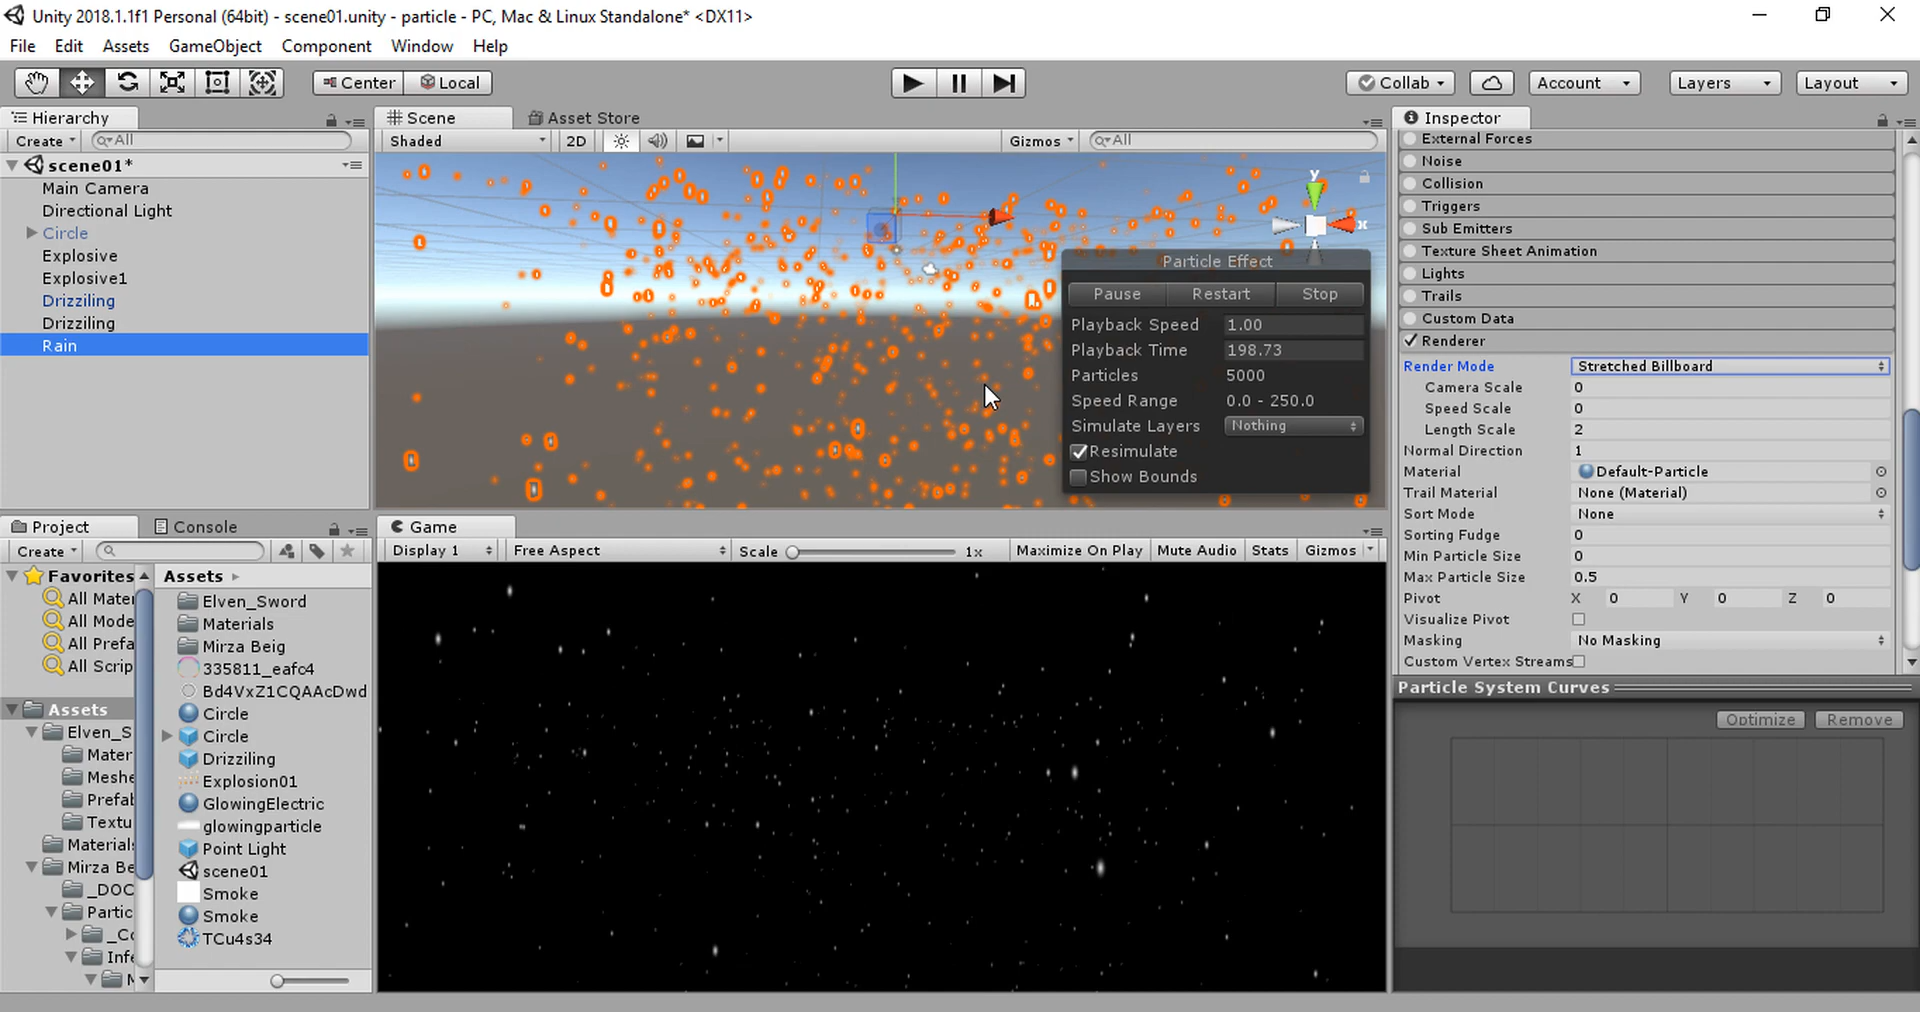 Unity 2018.1.1f1 Personal (64bit) - scene01.unity - particle - PC, Mac & Linux Standalone* <DX11>
File Edit Assets GameObject Component Window Help
Center Local Collab Account Layers Layout
Hierarchy
Create All
scene01*
Main Camera
Directional Light
Circle
Explosive
Explosive1
Drizziling
Drizziling
Rain
Scene Asset Store
Shaded 2D Gizmos All
y
x
Particle Effect
Pause Restart Stop
Playback Speed 1.00
Playback Time 198.73
Particles 5000
Speed Range 0.0 - 250.0
Simulate Layers Nothing
Resimulate
Show Bounds
Inspector
External Forces
Noise
Collision
Triggers
Sub Emitters
Texture Sheet Animation
Lights
Trails
Custom Data
Renderer
Render Mode Stretched Billboard
Camera Scale 0
Speed Scale 0
Length Scale 2
Normal Direction 1
Material Default-Particle
Trail Material None (Material)
Sort Mode None
Sorting Fudge 0
Min Particle Size 0
Max Particle Size 0.5
Pivot X 0 Y 0 Z 0
Visualize Pivot
Masking No Masking
Custom Vertex Streams
Particle System Curves
Optimize Remove
Project Console
Create
Favorites
All Mate
All Mode
All Prefa
All Scrip
Assets
Elven_S
Mater
Meshe
Prefab
Textu
Materials
Mirza Be
_DOC
Partic
_Co
Infe
M
Assets
Elven_Sword
Materials
Mirza Beig
335811_eafc4
Bd4VxZ1CQAAcDwd
Circle
Circle
Drizziling
Explosion01
GlowingElectric
glowingparticle
Point Light
scene01
Smoke
Smoke
TCu4s34
Game
Display 1 Free Aspect Scale 1x Maximize On Play Mute Audio Stats Gizmos